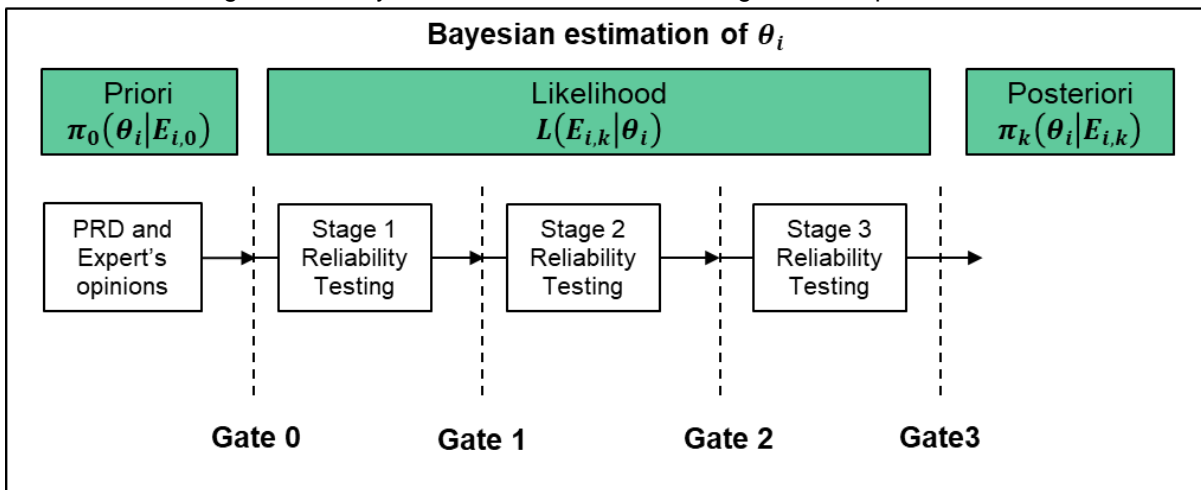 Bayesian estimation of θᵢ
Priori
π₀(θᵢ|Eᵢ,₀)
Likelihood
L(Eᵢ,ₖ|θᵢ)
Posteriori
πₖ(θᵢ|Eᵢ,ₖ)
PRD and
Expert's
opinions
Stage 1
Reliability
Testing
Stage 2
Reliability
Testing
Stage 3
Reliability
Testing
Gate 0
Gate 1
Gate 2
Gate3